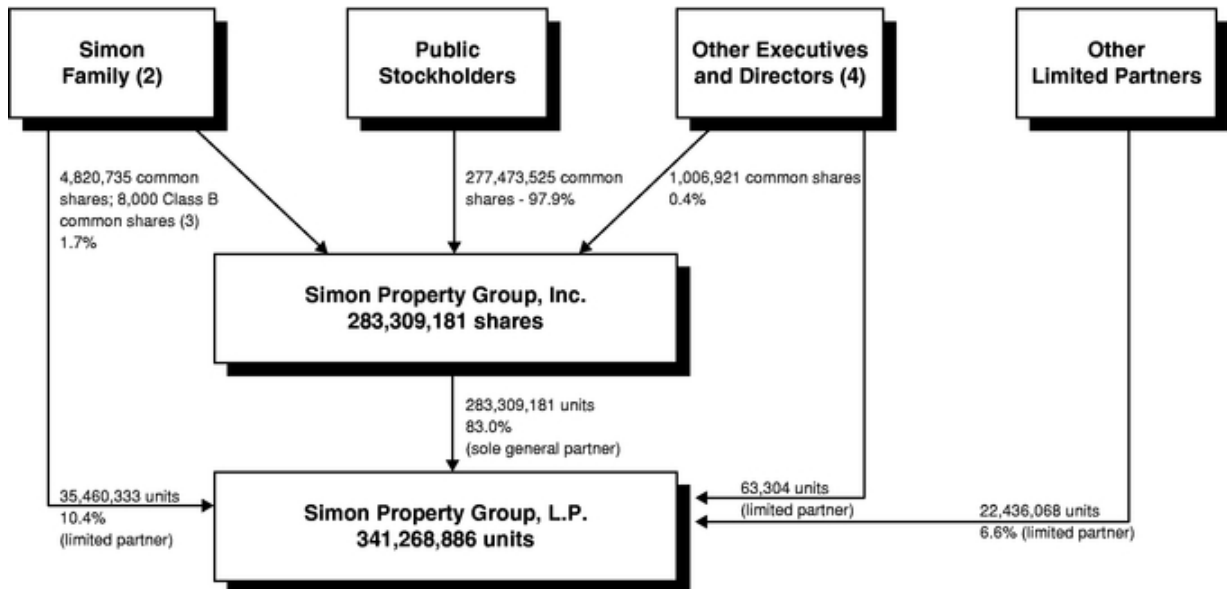 Simon
Family (2)
Public
Stockholders
Other Executives
and Directors (4)
Other
Limited Partners
4,820,735 common
shares; 8,000 Class B
common shares (3)
1.7%
277,473,525 common
shares - 97.9%
1,006,921 common shares
0.4%
Simon Property Group, Inc.
283,309,181 shares
283,309,181 units
83.0%
(sole general partner)
35,460,333 units
10.4%
(limited partner)
Simon Property Group, L.P.
341,268,886 units
63,304 units
(limited partner)
22,436,068 units
6.6% (limited partner)